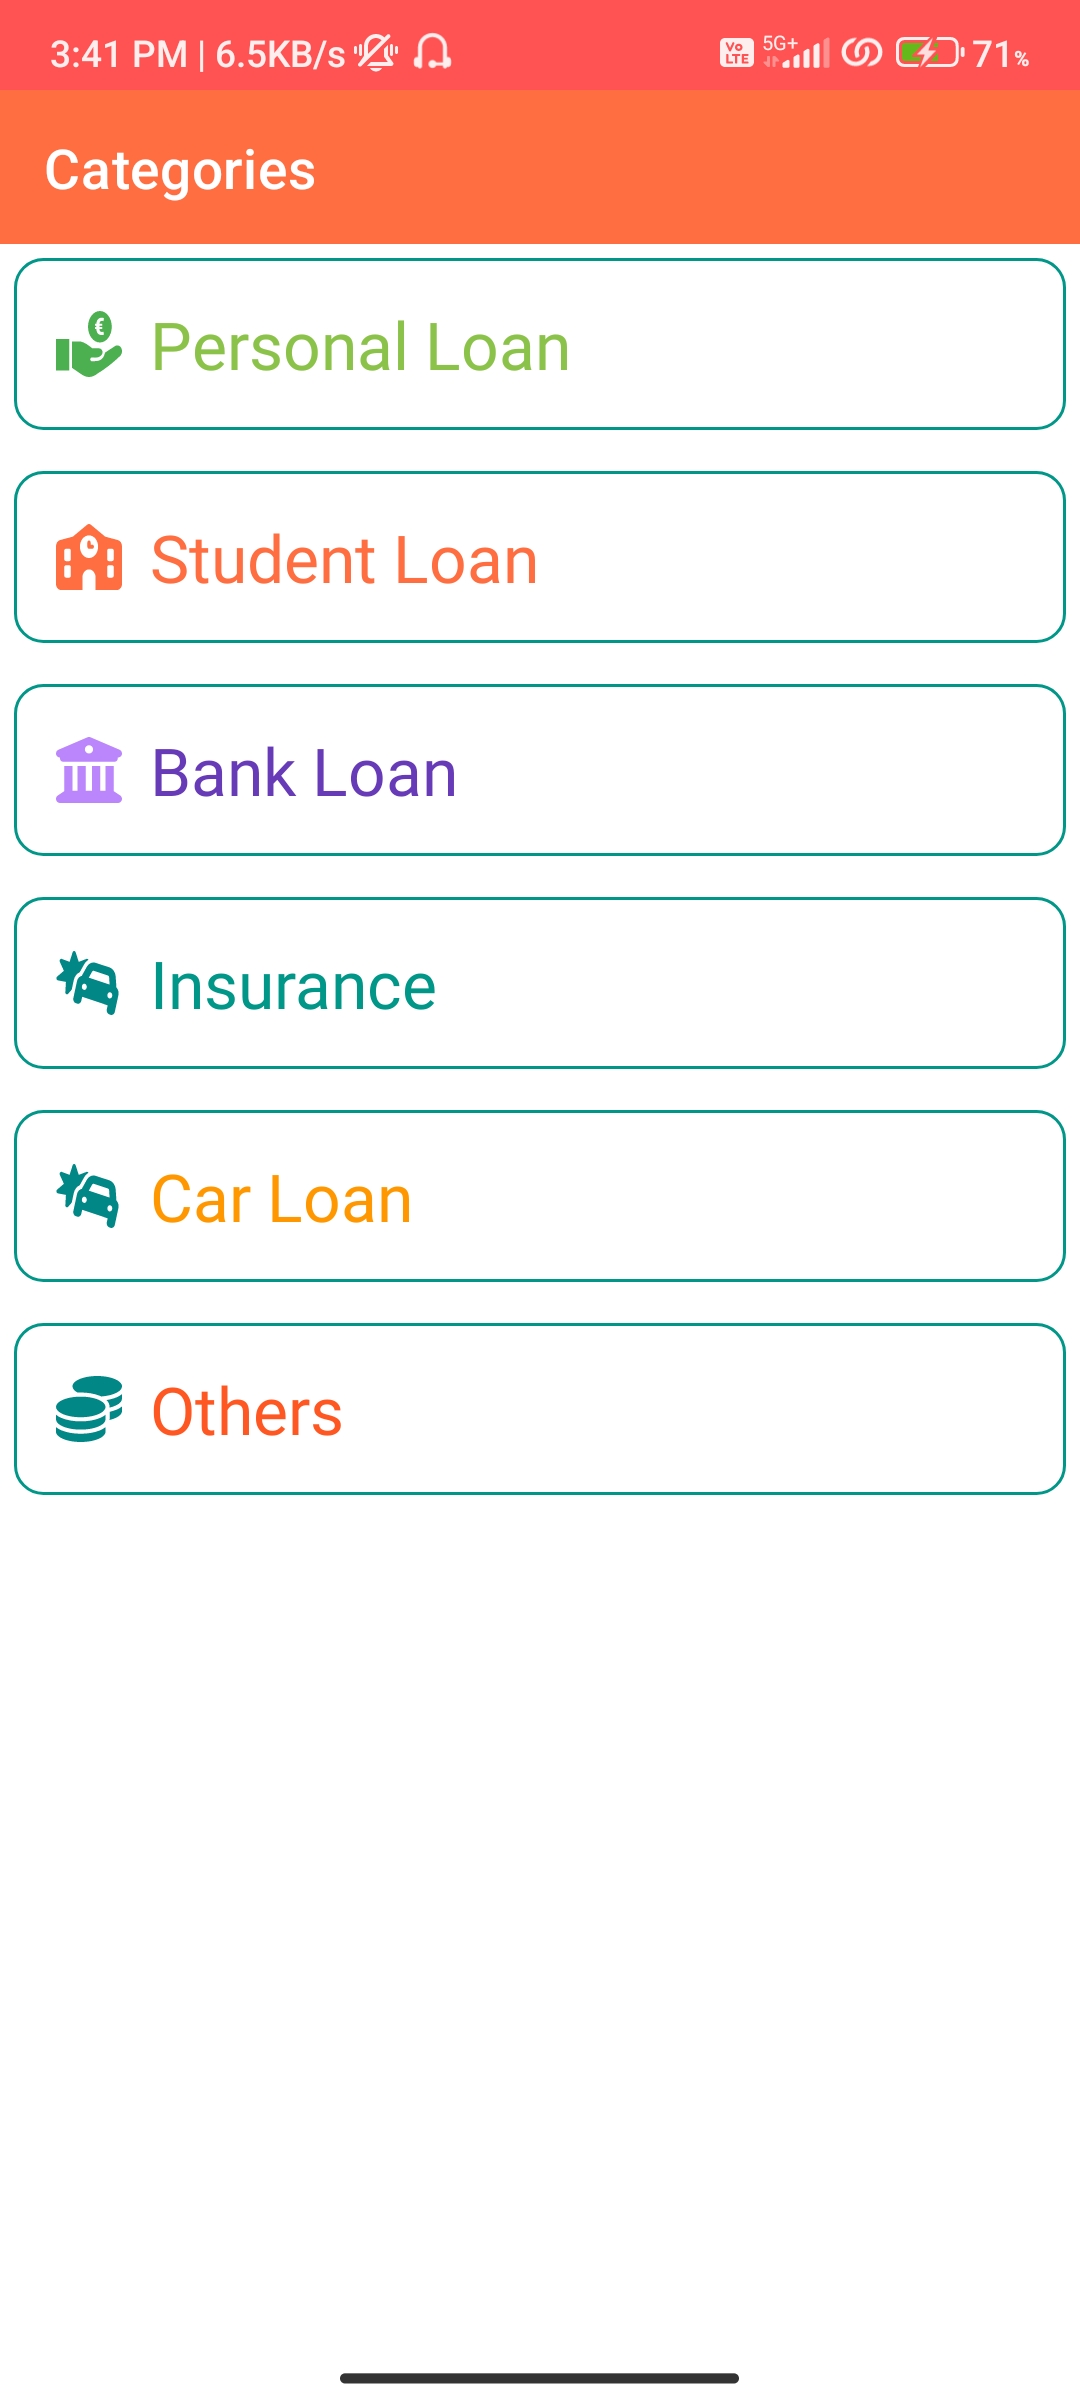 3:41 PM | 6.5KB/s Vo LTE 5G+ 71%
Categories
€ Personal Loan
Student Loan
Bank Loan
Insurance
Car Loan
Others